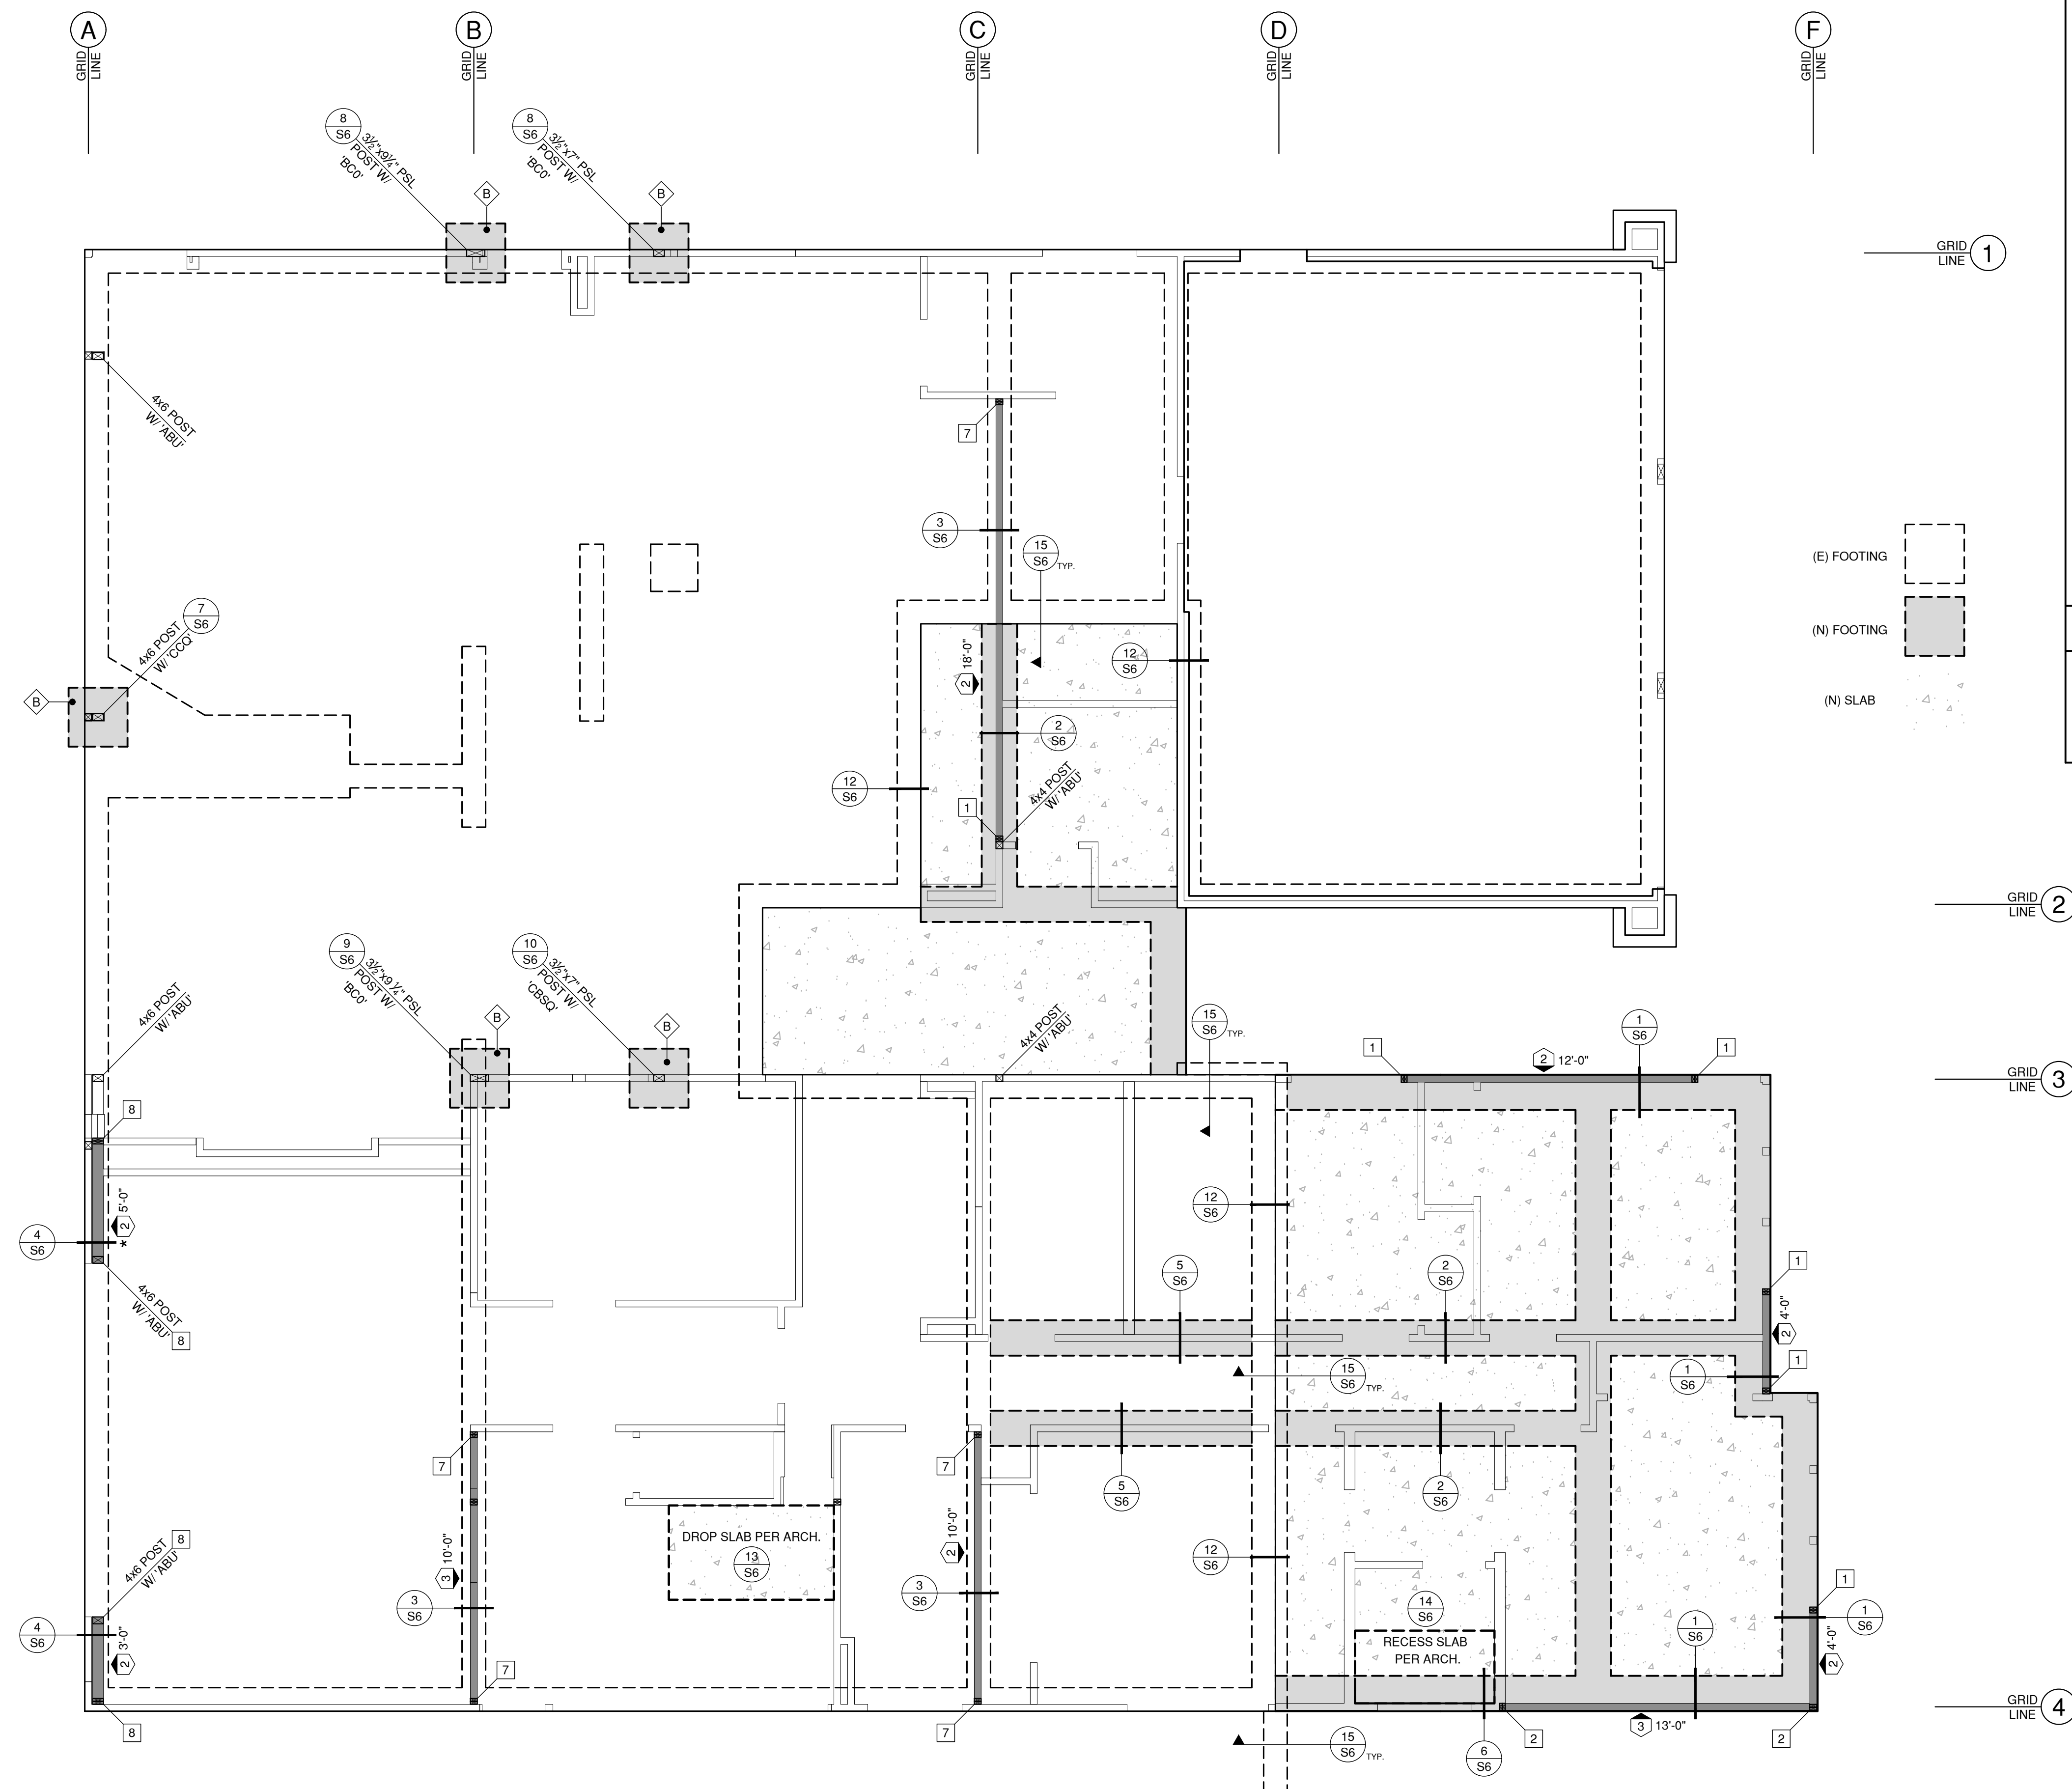 A
B
C
D
F
GRID
LINE
GRID
LINE
GRID
LINE
GRID
LINE
GRID
LINE
8
S6
3½"x9¼" PSL
POST W/
'BC0'
8
S6
3½"x7" PSL
POST W/
'BC0'
B
B
GRID
LINE
1
4x6 POST
W/ 'ABU'
7
3
S6
15
S6
TYP.
(E) FOOTING
(N) FOOTING
(N) SLAB
7
S6
4x6 POST
W/ 'CCQ'
B
12
S6
2
18'-0"
2
S6
12
S6
1
4x4 POST
W/ 'ABU'
GRID
LINE
2
9
S6
3½"x9¼" PSL
POST W/
'BC0'
10
S6
3½"x7" PSL
POST W/
'CBSQ'
4x6 POST
W/ 'ABU'
B
B
4x4 POST
W/ 'ABU'
15
S6
TYP.
1
S6
1
2
12'-0"
1
GRID
LINE
3
8
12
S6
4
S6
2
5'-0"
*
5
S6
2
S6
1
4x6 POST
W/ 'ABU'
8
2
4'-0"
15
S6
TYP.
1
S6
1
7
7
5
S6
2
S6
4x6 POST
W/ 'ABU'
8
DROP SLAB PER ARCH.
13
S6
3
10'-0"
2
10'-0"
12
S6
3
S6
3
S6
14
S6
1
1
S6
1
S6
4
S6
2
3'-0"
RECESS SLAB
PER ARCH.
2
4'-0"
7
8
7
15
S6
TYP.
6
S6
2
3
13'-0"
2
GRID
LINE
4